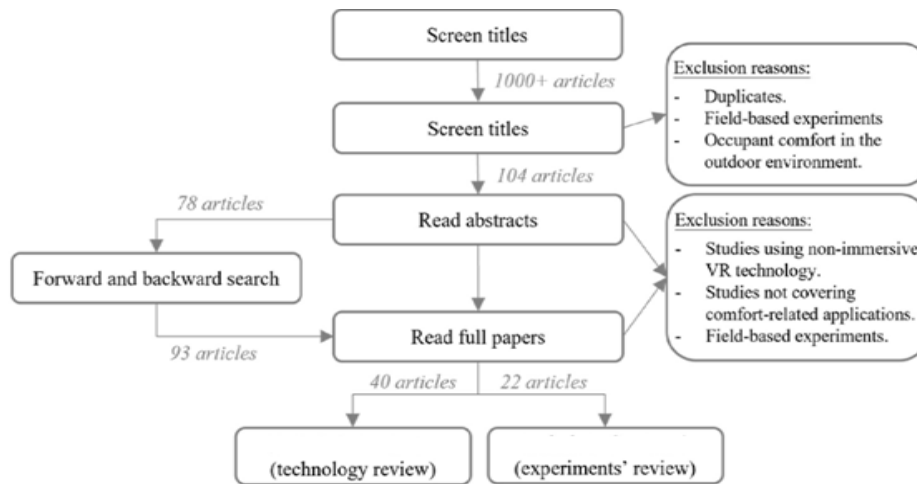 Screen titles
1000+ articles
Exclusion reasons:
- Duplicates.
- Field-based experiments
- Occupant comfort in the
outdoor environment.
Screen titles
104 articles
78 articles
Read abstracts
Exclusion reasons:
- Studies using non-immersive
VR technology.
- Studies not covering
comfort-related applications.
- Field-based experiments.
Forward and backward search
93 articles
Read full papers
40 articles
22 articles
(technology review)
(experiments’ review)